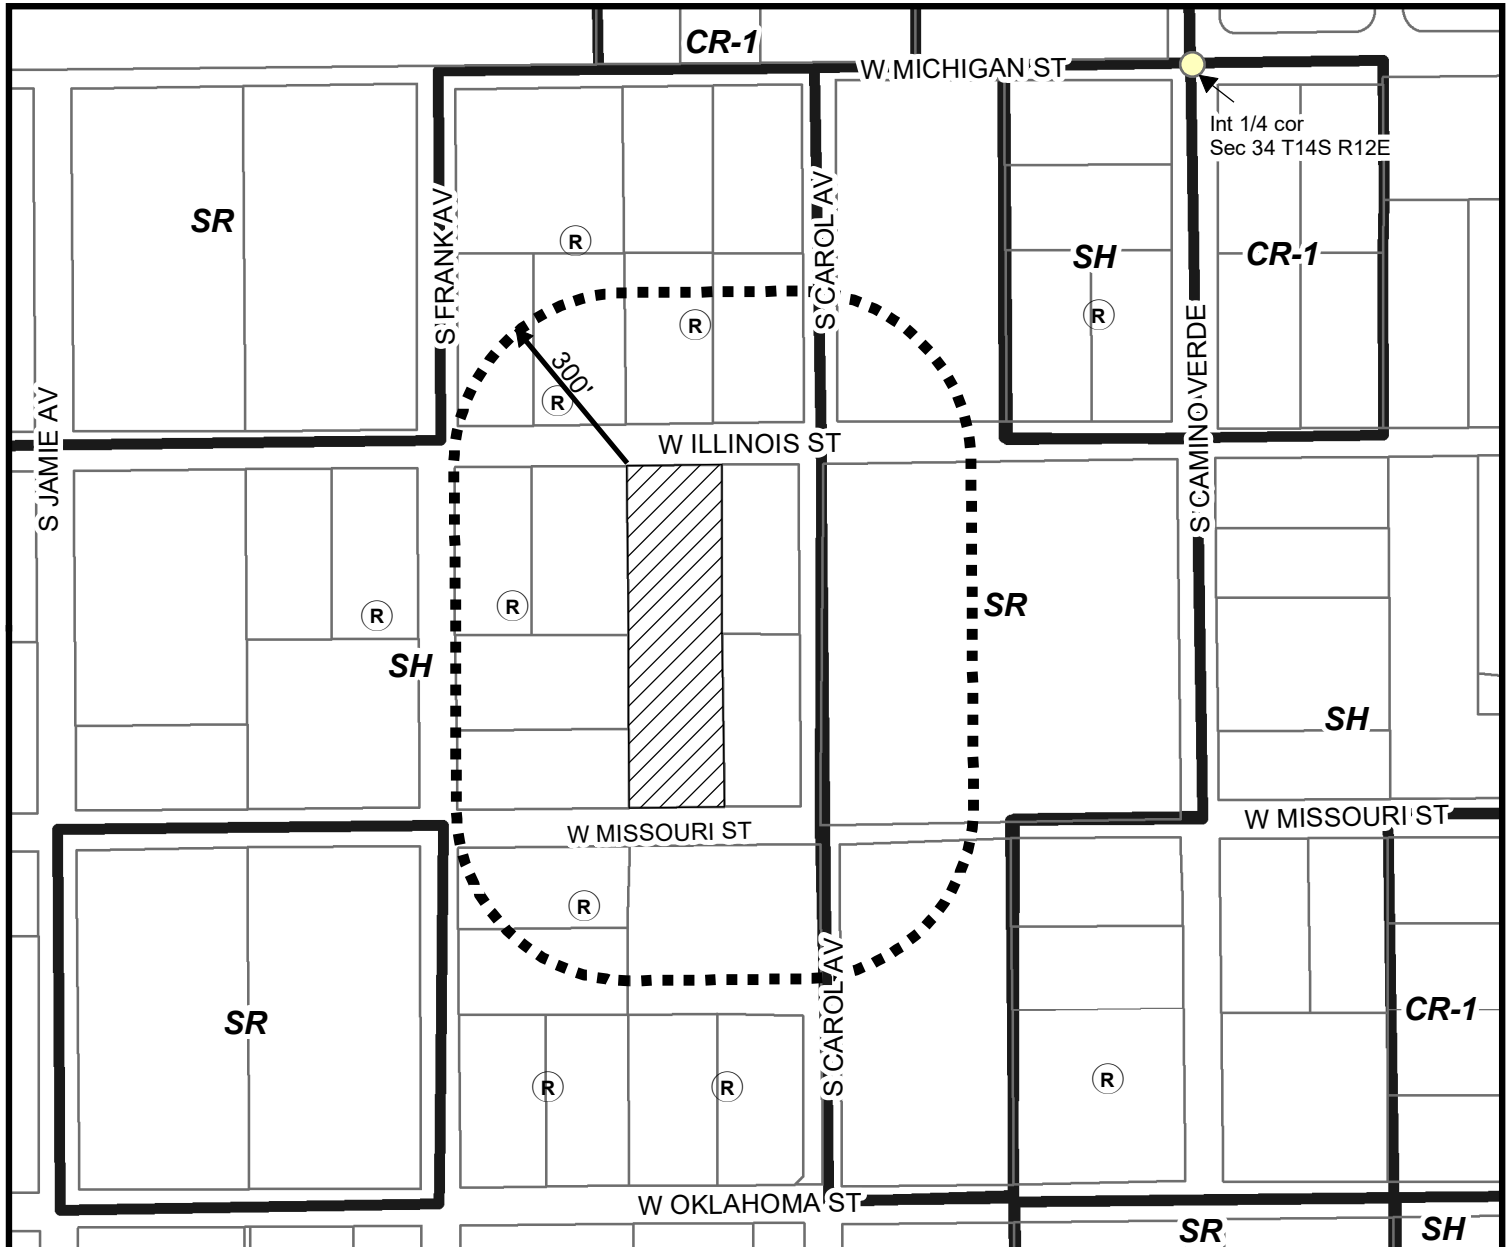 CR-1
W MICHIGAN ST
Int 1/4 cor
Sec 34 T14S R12E
SR
S FRANK AV
S CAROL AV
R
SH
CR-1
R
R
S CAMINO VERDE
300'
R
S JAMIE AV
W ILLINOIS ST
R
R
SR
SH
SH
W MISSOURI ST
W MISSOURI ST
R
SR
S CAROL AV
CR-1
R
R
R
W OKLAHOMA ST
SR
SH